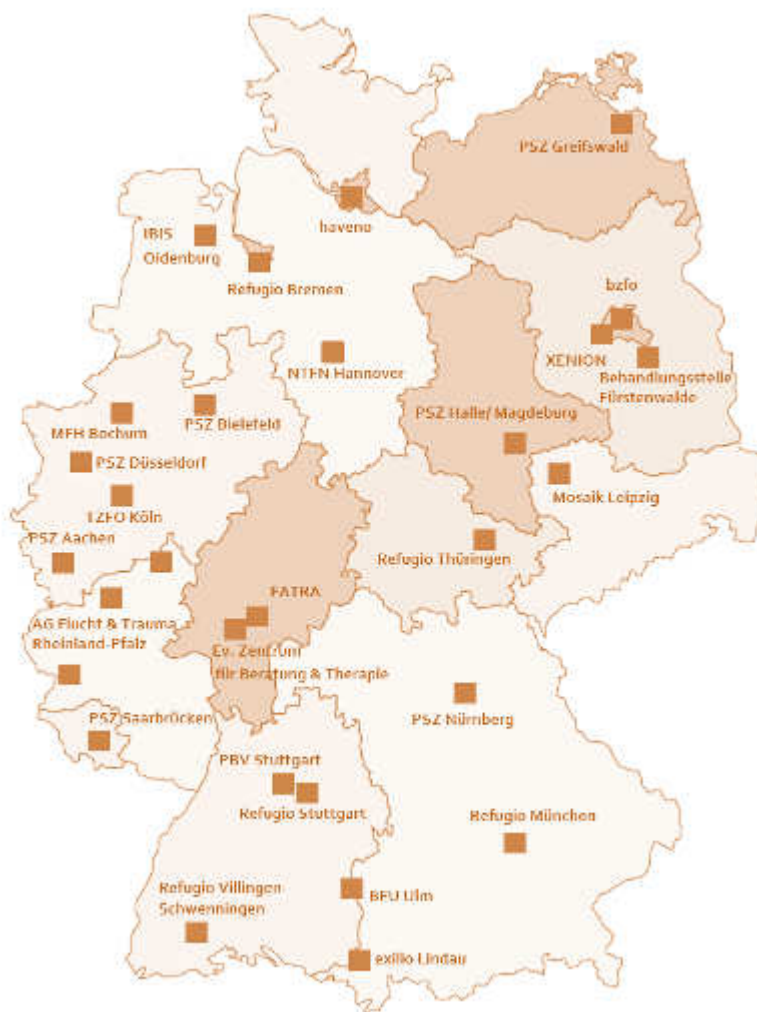 PSZ Greifswald
haveno
IBIS
Oldenburg
Refugio Bremen
bzfo
XENION
NTFN Hannover
Behandlungsstelle
Fürstenwalde
PSZ Bielefeld
PSZ Halle/ Magdeburg
MFH Bochum
PSZ Düsseldorf
Mosaik Leipzig
TZFO Köln
PSZ Aachen
Refugio Thüringen
FATRA
AG Flucht & Trauma
Rheinland-Pfalz
Ev. Zentrum
für Beratung & Therapie
PSZ Saarbrücken
PSZ Nürnberg
PBV Stuttgart
Refugio Stuttgart
Refugio München
Refugio Villingen
Schwenningen
BFU Ulm
exilio Lindau